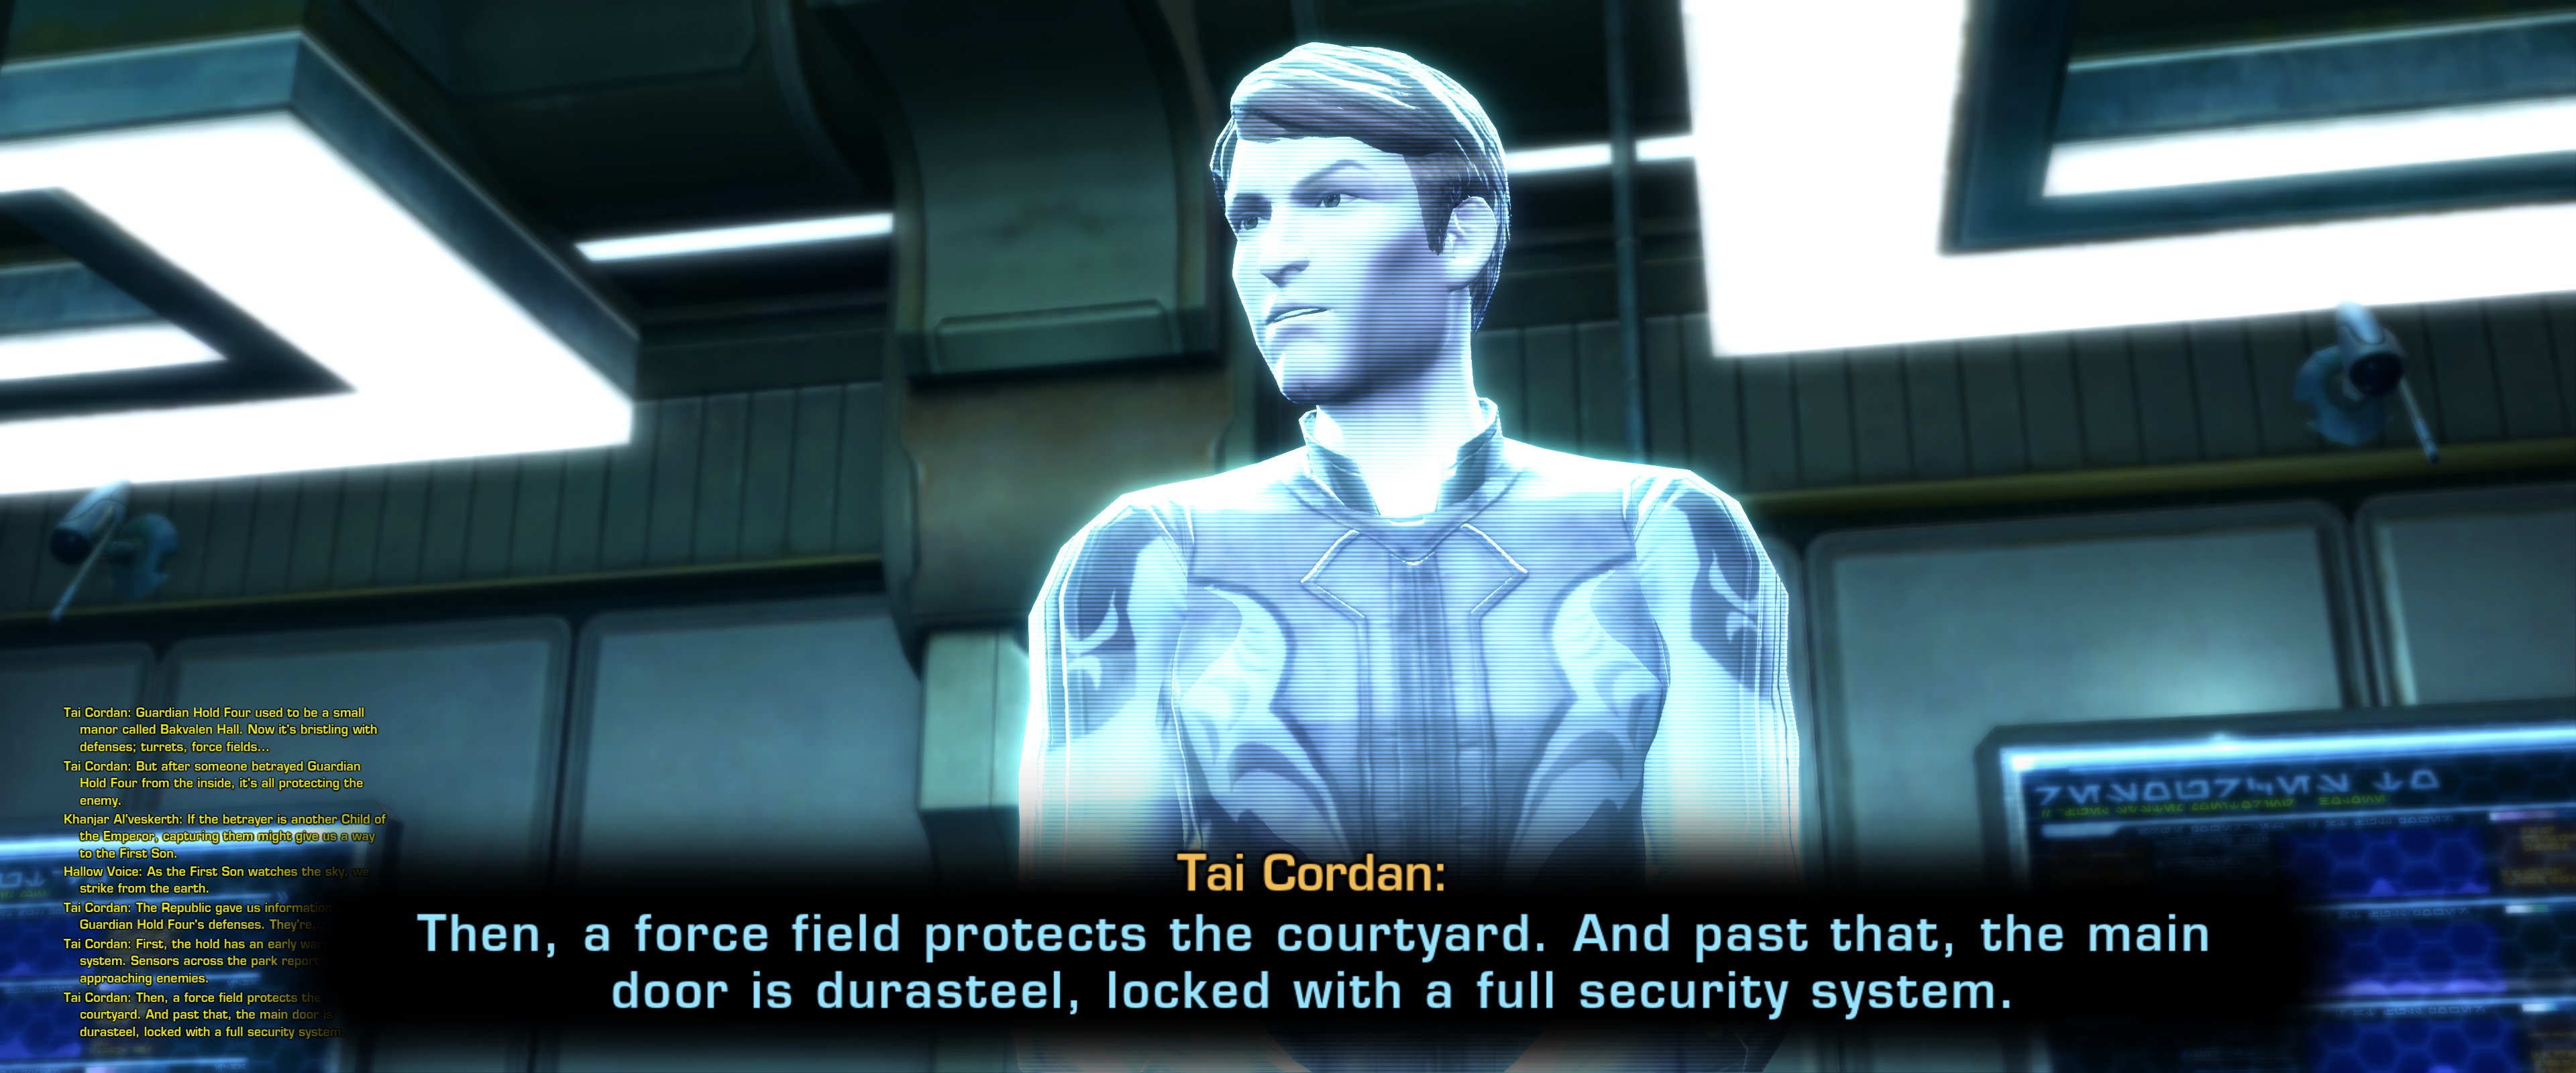 Tai Cordan: Guardian Hold Four used to be a small
manor called Bakvalen Hall. Now it's bristling with
defenses; turrets, force fields...
Tai Cordan: But after someone betrayed Guardian
Hold Four from the inside, it's all protecting the
enemy.
Khanjar Al'veskerth: If the betrayer is another Child of
the Emperor, capturing them might give us a way
to the First Son.
Hallow Voice: As the First Son watches the sky, we
strike from the earth.
Tai Cordan: The Republic gave us information
Guardian Hold Four's defenses. They're...
Tai Cordan: First, the hold has an early
system. Sensors across the park report
approaching enemies.
Tai Cordan: Then, a force field protects the
courtyard. And past that, the main door is
durasteel, locked with a full security system.
Tai Cordan:
Then, a force field protects the courtyard. And past that, the main
door is durasteel, locked with a full security system.